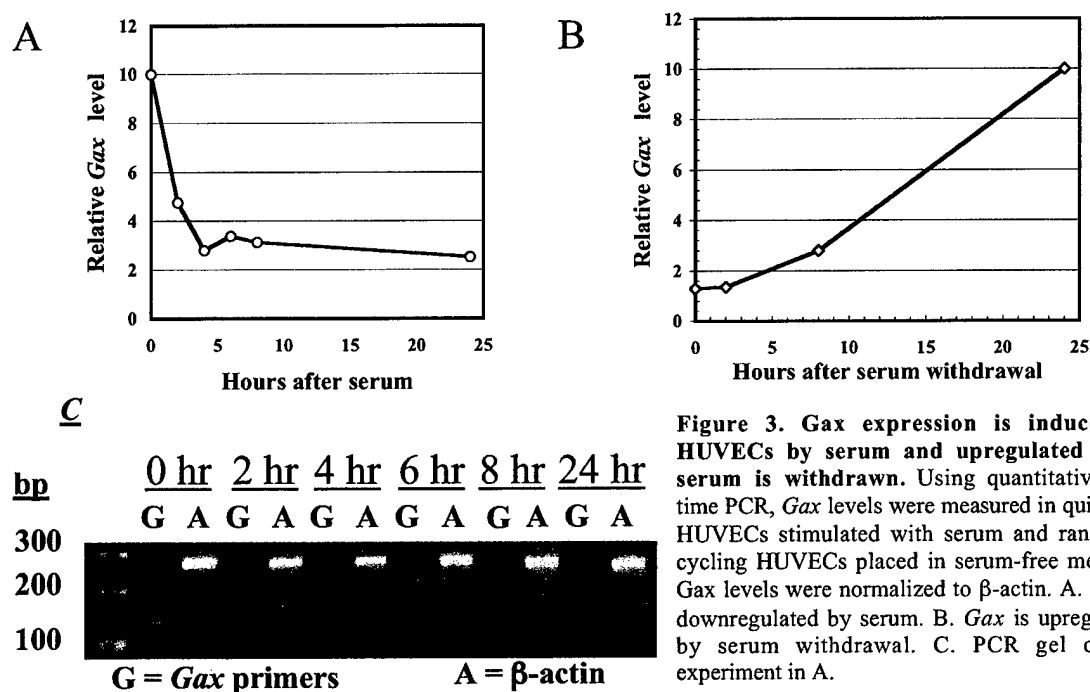 A
12
10
8
6
4
2
0
Relative Gax level
0 5 10 15 20 25
Hours after serum
B
12
10
8
6
4
2
0
Relative Gax level
0 5 10 15 20 25
Hours after serum withdrawal
C
bp
0 hr 2 hr 4 hr 6 hr 8 hr 24 hr
G A G A G A G A G A G A
300
200
100
G = Gax primers A = β-actin
Figure 3. Gax expression is induce
HUVECs by serum and upregulated
serum is withdrawn. Using quantitativ
time PCR, Gax levels were measured in qui
HUVECs stimulated with serum and ran
cycling HUVECs placed in serum-free me
Gax levels were normalized to β-actin. A.
downregulated by serum. B. Gax is upreg
by serum withdrawal. C. PCR gel o
experiment in A.